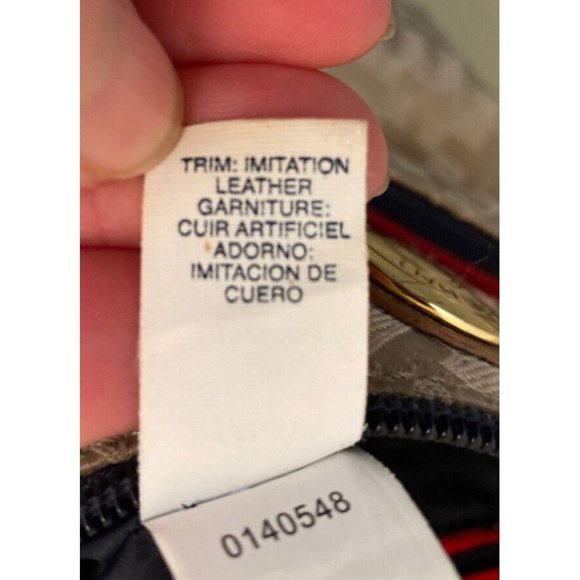 TRIM: IMITATION
LEATHER
GARNITURE:
CUIR ARTIFICIEL
ADORNO:
IMITACION DE
CUERO
0140548